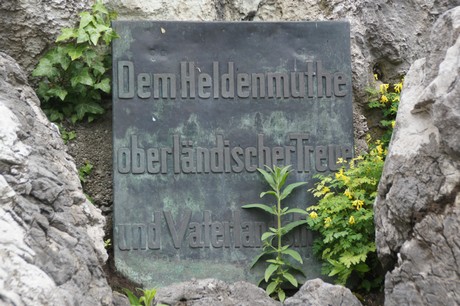 Dem Heldenmuthe
oberländischer Treue
und